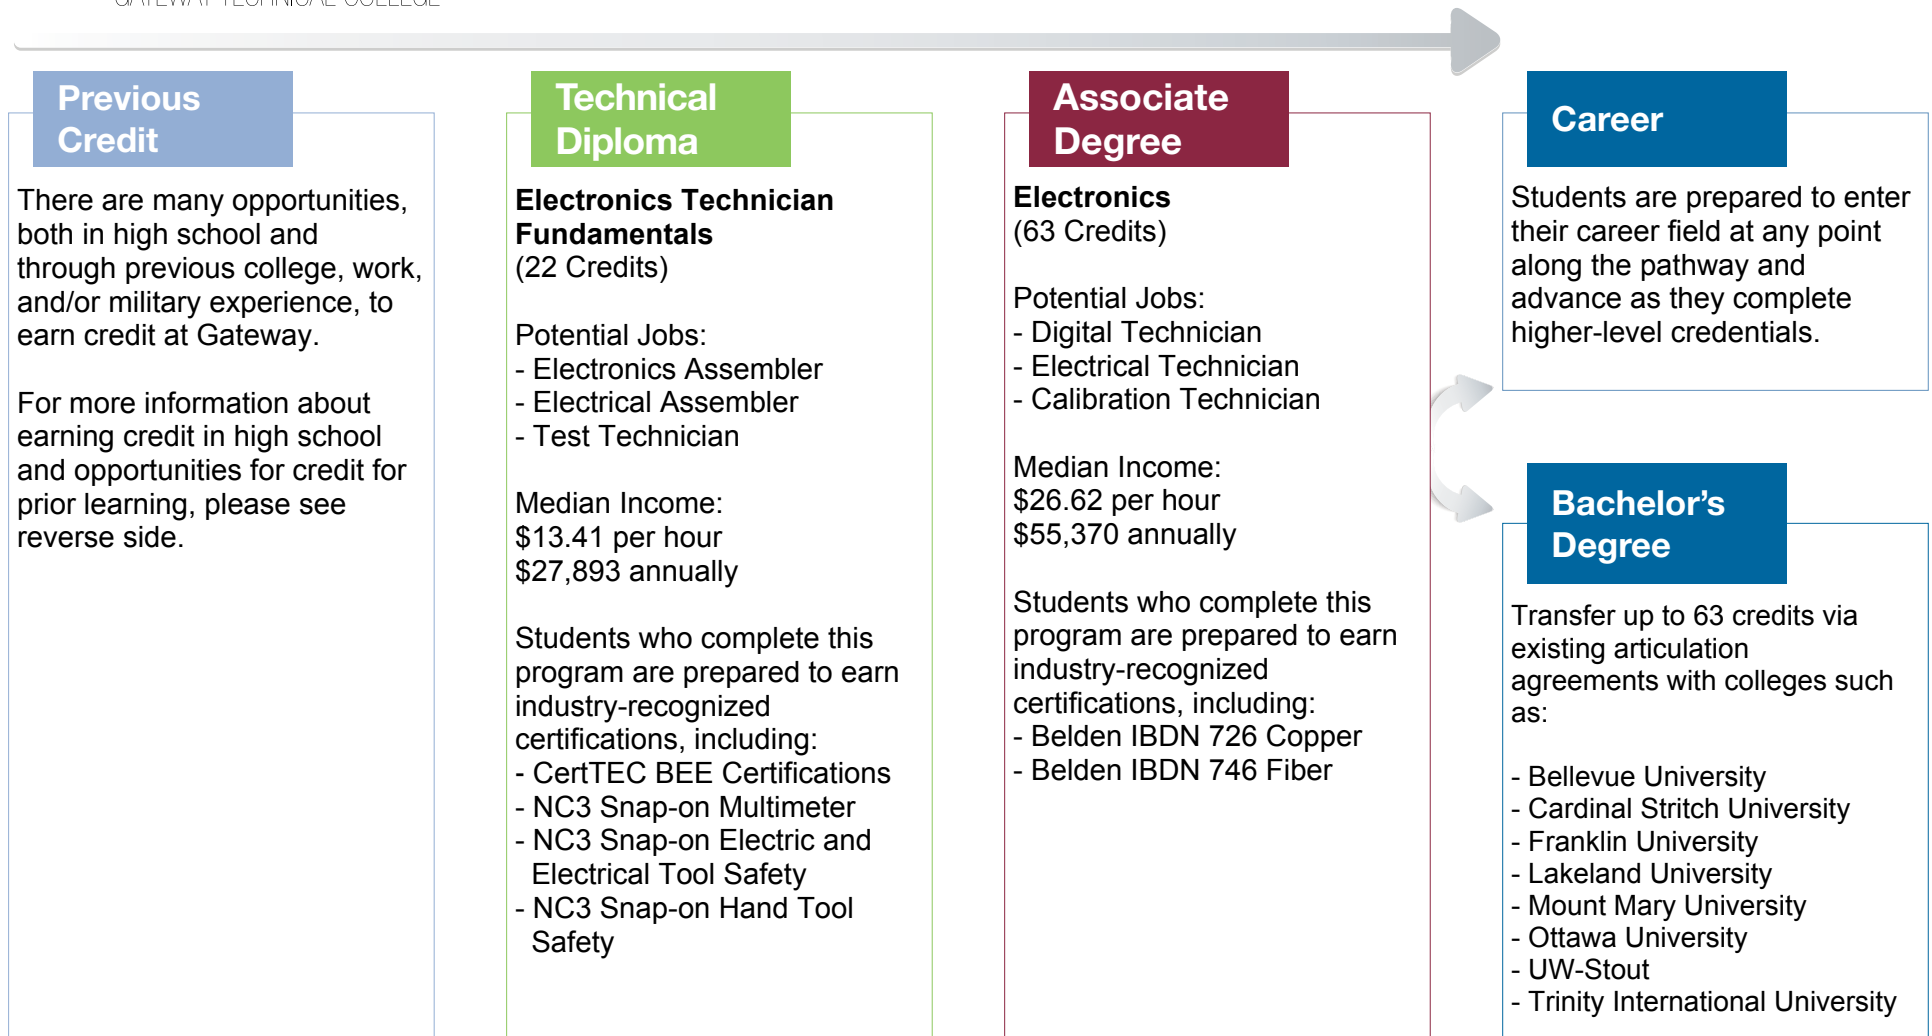 GATEWAY TECHNICAL COLLEGE
Previous
Credit
There are many opportunities,
both in high school and
through previous college, work,
and/or military experience, to
earn credit at Gateway.
For more information about
earning credit in high school
and opportunities for credit for
prior learning, please see
reverse side.
Technical
Diploma
Electronics Technician
Fundamentals
(22 Credits)
Potential Jobs:
- Electronics Assembler
- Electrical Assembler
- Test Technician
Median Income:
$13.41 per hour
$27,893 annually
Students who complete this
program are prepared to earn
industry-recognized
certifications, including:
- CertTEC BEE Certifications
- NC3 Snap-on Multimeter
- NC3 Snap-on Electric and
Electrical Tool Safety
- NC3 Snap-on Hand Tool
Safety
Associate
Degree
Electronics
(63 Credits)
Potential Jobs:
- Digital Technician
- Electrical Technician
- Calibration Technician
Median Income:
$26.62 per hour
$55,370 annually
Students who complete this
program are prepared to earn
industry-recognized
certifications, including:
- Belden IBDN 726 Copper
- Belden IBDN 746 Fiber
Career
Students are prepared to enter
their career field at any point
along the pathway and
advance as they complete
higher-level credentials.
Bachelor’s
Degree
Transfer up to 63 credits via
existing articulation
agreements with colleges such
as:
- Bellevue University
- Cardinal Stritch University
- Franklin University
- Lakeland University
- Mount Mary University
- Ottawa University
- UW-Stout
- Trinity International University